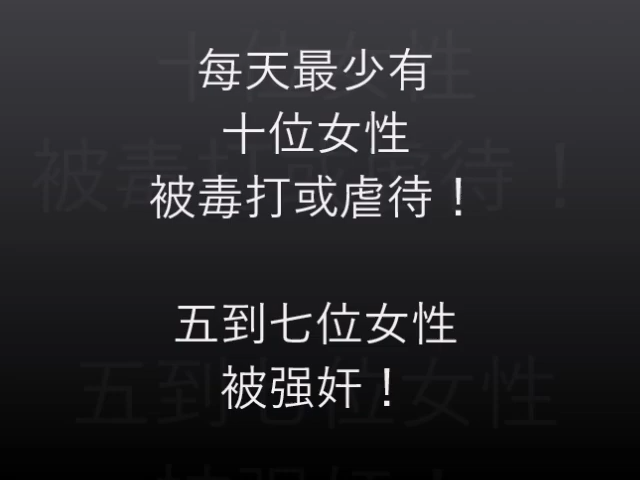 每天最少有
十位女性
被毒打或虐待！
五到七位女性
被强奸！